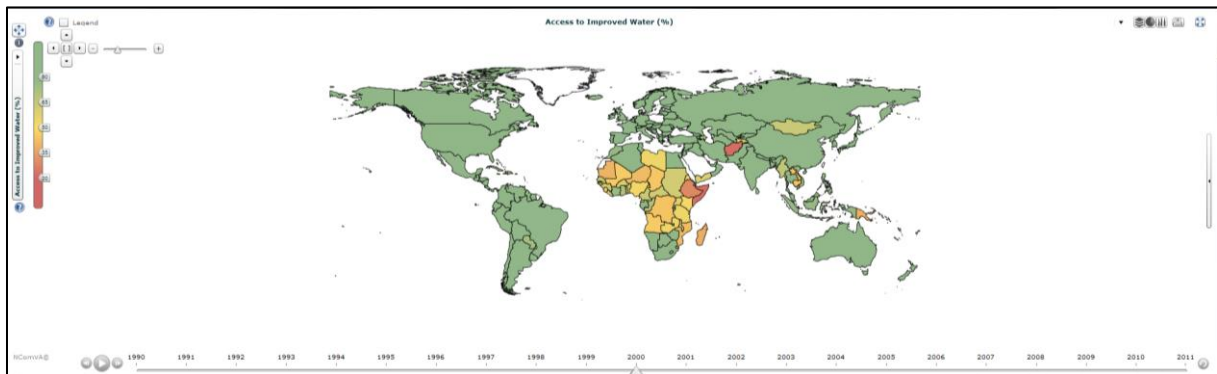 Legend
Access to Improved Water (%)
Access to Improved Water (%)
NComVA©
1990 1991 1992 1993 1994 1995 1996 1997 1998 1999 2000 2001 2002 2003 2004 2005 2006 2007 2008 2009 2010 2011